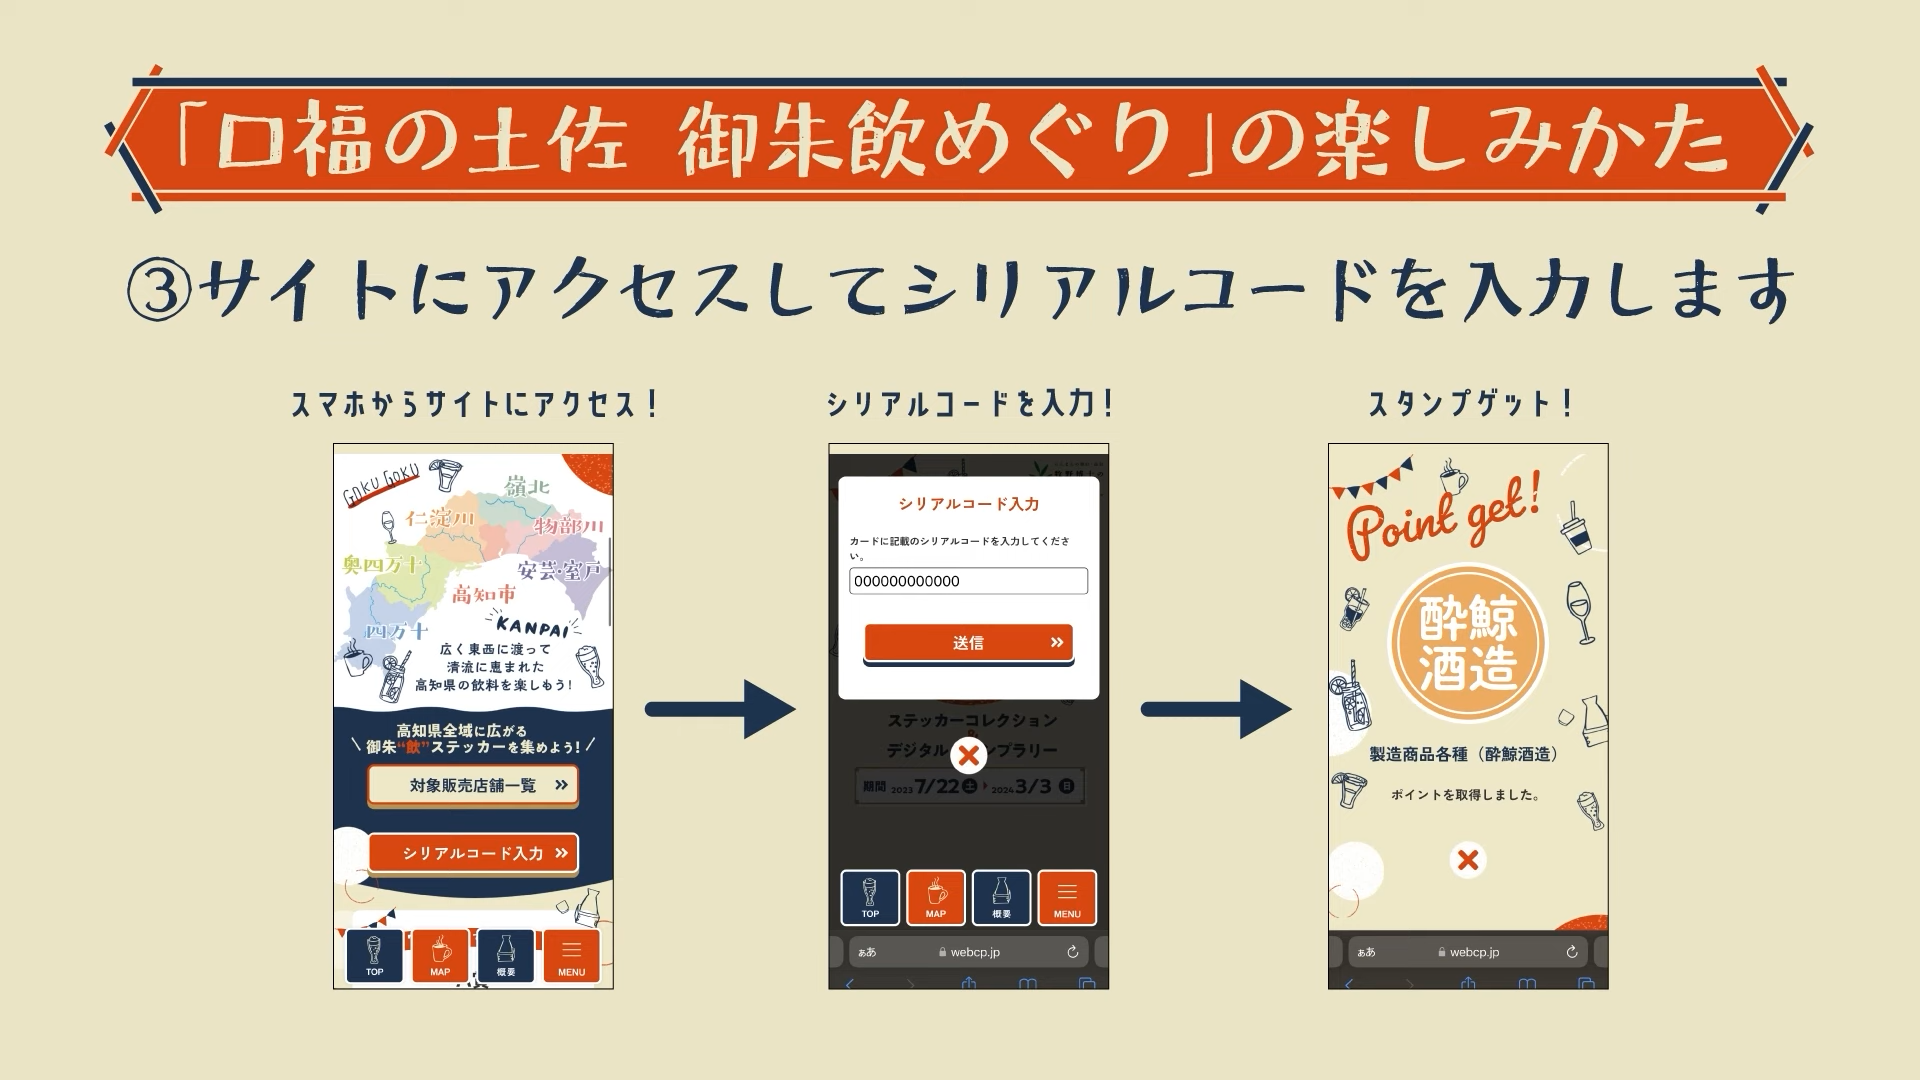 「口福の土佐 御朱飲めぐり」の楽しみかた
③サイトにアクセスしてシリアルコードを入力します
スマホからサイトにアクセス!
GOKU GOKU
嶺北
仁淀川
物部川
奥四万十
安芸・室戸
高知市
四万十
KANPAI
広く東西に渡って
清流に恵まれた
高知県の飲料を楽しもう!
高知県全域に広がる
御朱“飲”ステッカーを集めよう!
対象販売店舗一覧
シリアルコード入力
TOP
MAP
概要
MENU
シリアルコードを入力!
シリアルコード入力
カードに記載のシリアルコードを入力してくださ
い。
000000000000
送信
ステッカーコレクション
デジタル
ンプラリー
期間 2023 7/22 土 2024 3/3 日
TOP
MAP
概要
MENU
ぁあ
webcp.jp
スタンプゲット!
Point get!
酔鯨
酒造
製造商品各種（酔鯨酒造）
ポイントを取得しました。
ぁあ
webcp.jp